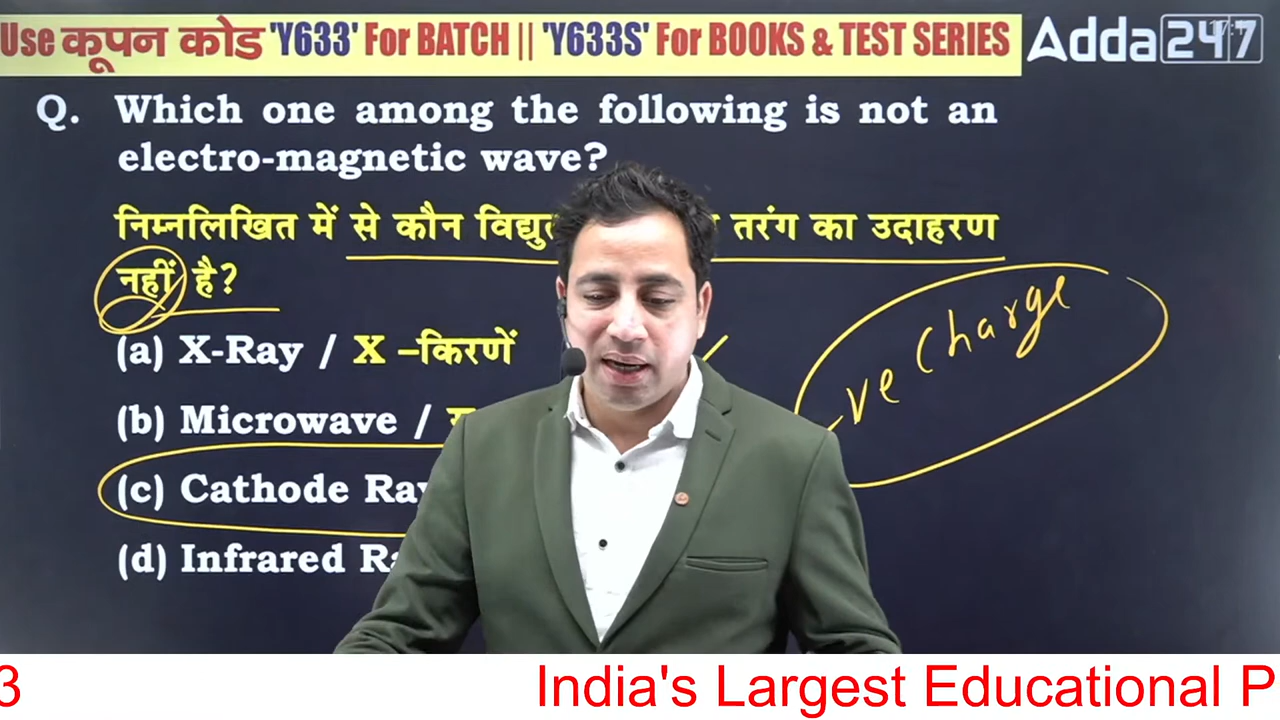 Use कूपन कोड 'Y633' For BATCH || 'Y633S' For BOOKS & TEST SERIES
Adda247
Q. Which one among the following is not an
electro-magnetic wave?
निम्नलिखित में से कौन तरंग का उदाहरण
नहीं है?
(a) X-Ray / X –किरणें
(b) Microwave /
(c) Cathode
(d) Infrared
-ve Charge
3 India's Largest Educational P